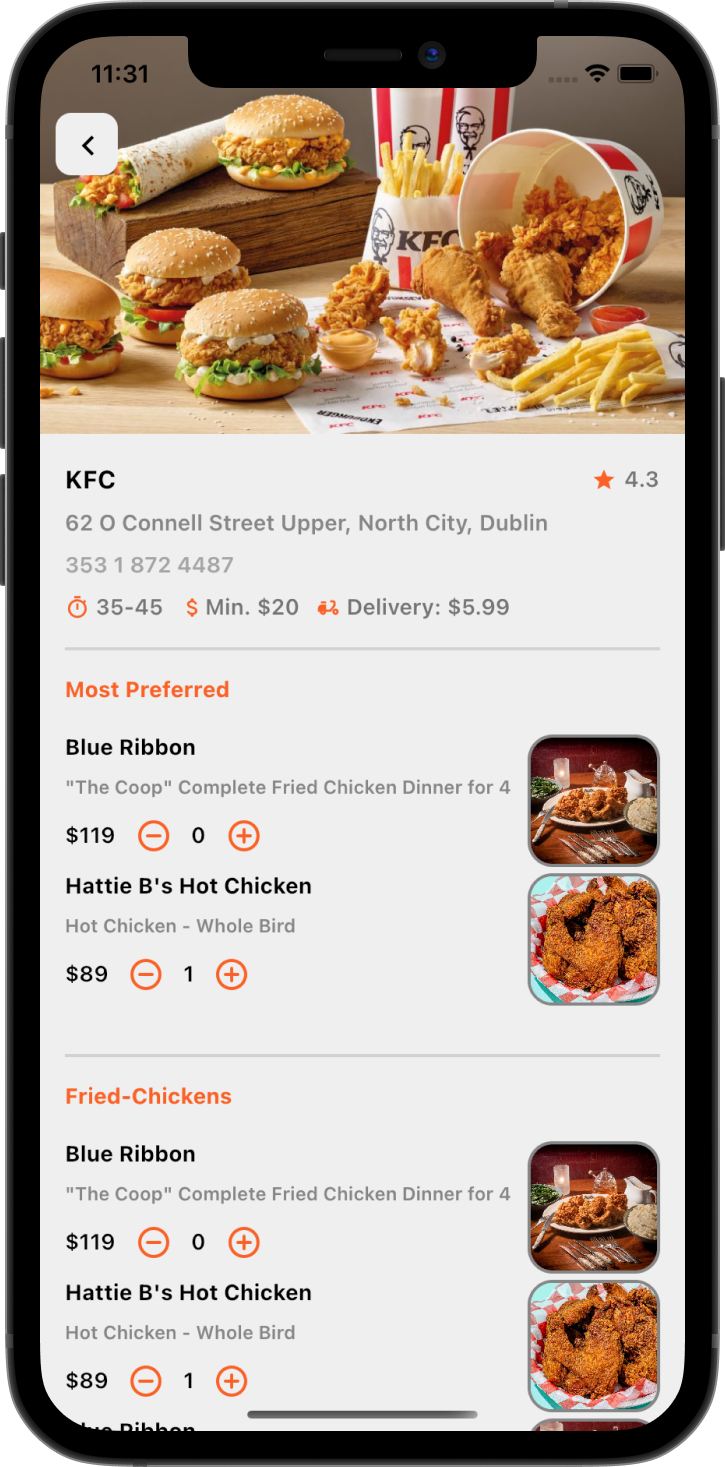 11:31
KFC
KFC
4.3
62 O Connell Street Upper, North City, Dublin
353 1 872 4487
35-45 $ Min. $20 Delivery: $5.99
Most Preferred
Blue Ribbon
"The Coop" Complete Fried Chicken Dinner for 4
$119 0
Hattie B's Hot Chicken
Hot Chicken - Whole Bird
$89 1
Fried-Chickens
Blue Ribbon
"The Coop" Complete Fried Chicken Dinner for 4
$119 0
Hattie B's Hot Chicken
Hot Chicken - Whole Bird
$89 1
Blue Ribbon